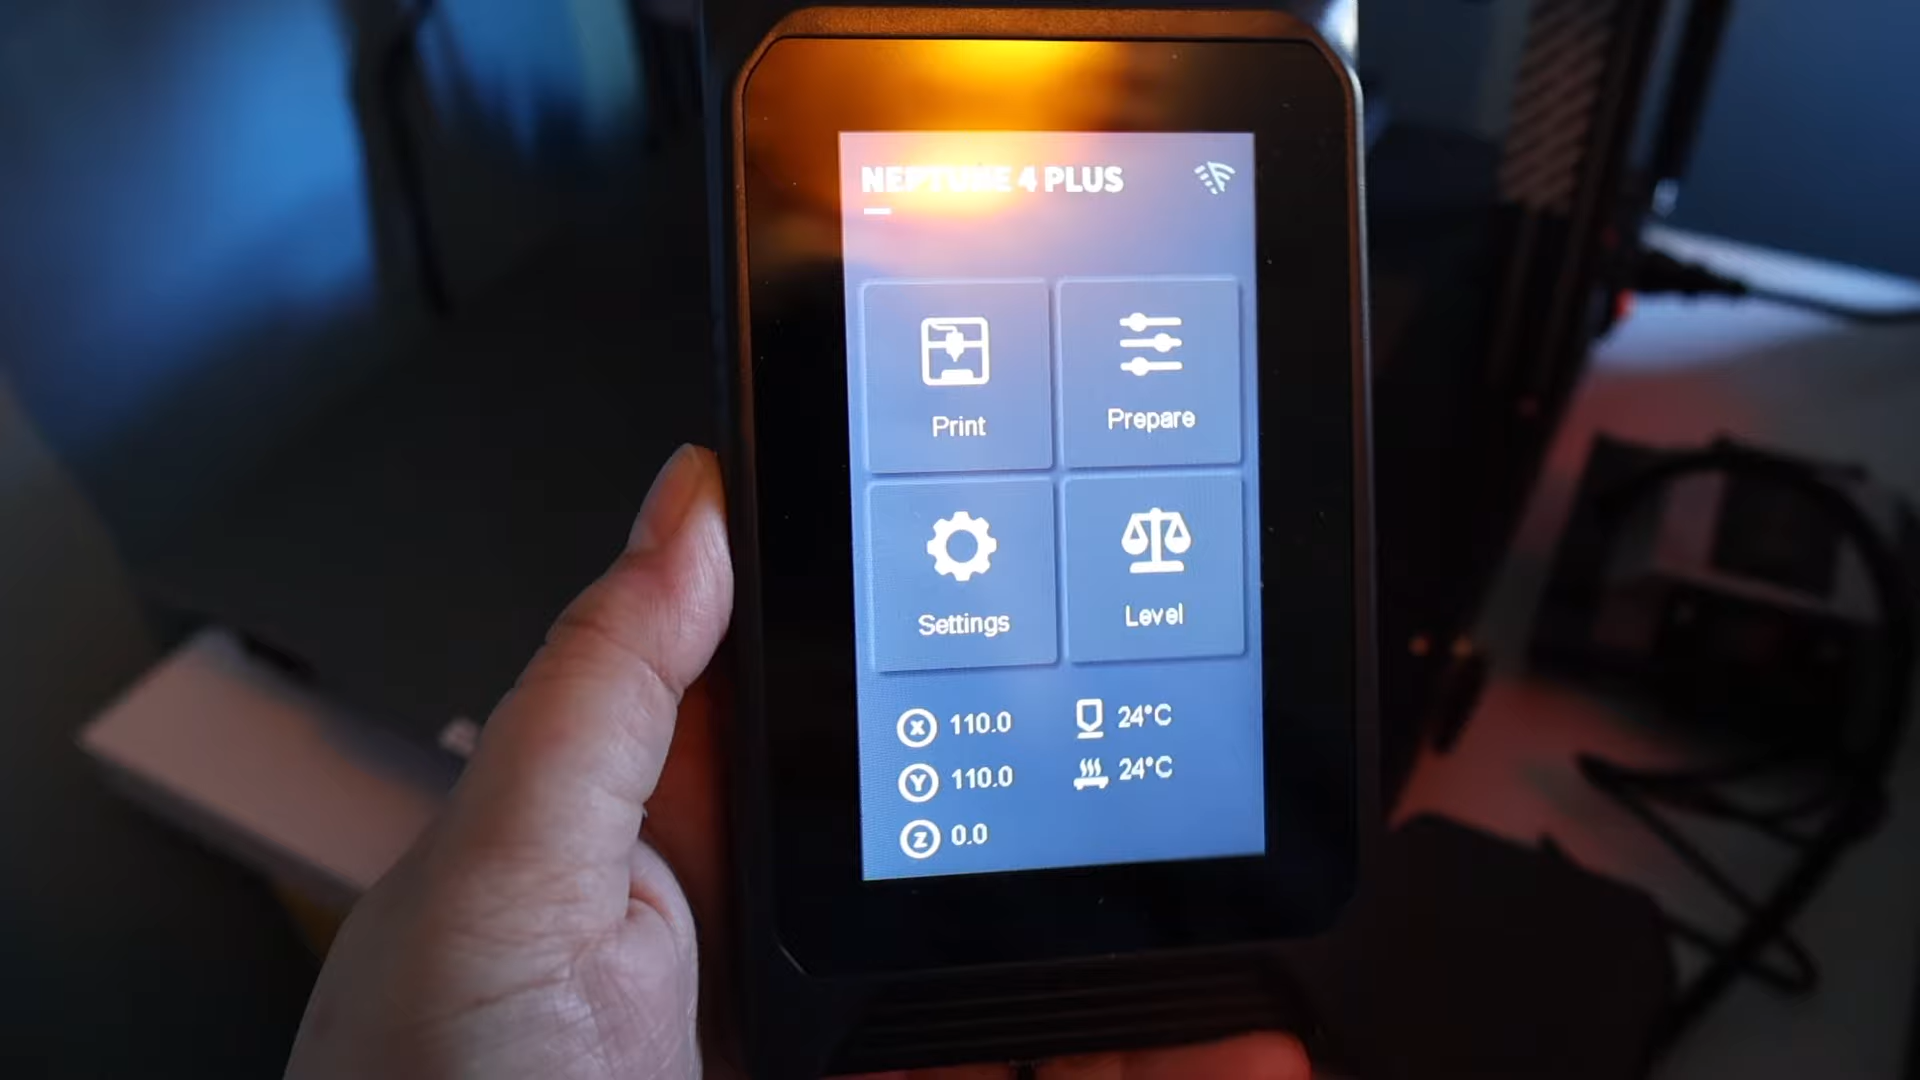 NEPTUNE 4 PLUS
Print
Prepare
Settings
Level
X 110.0
24°C
Y 110.0
24°C
Z 0.0